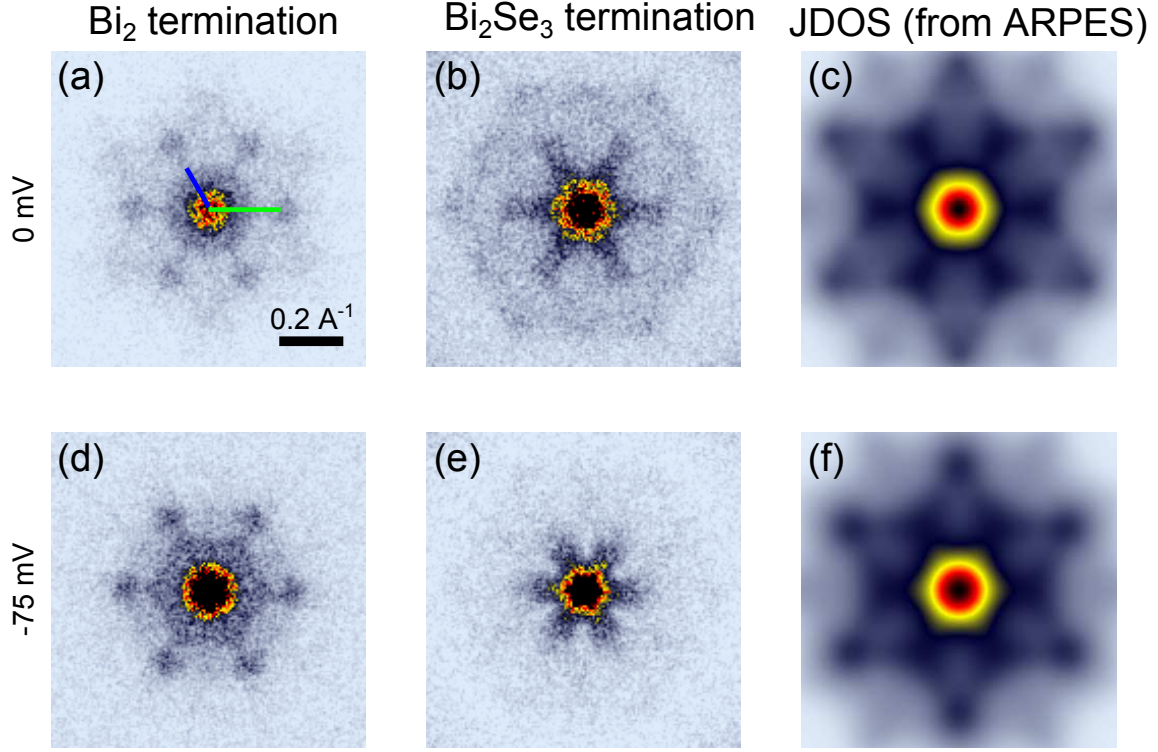 Bi₂ termination
Bi₂Se₃ termination
JDOS (from ARPES)
0 mV
(a)
0.2 A⁻¹
(b)
(c)
-75 mV
(d)
(e)
(f)